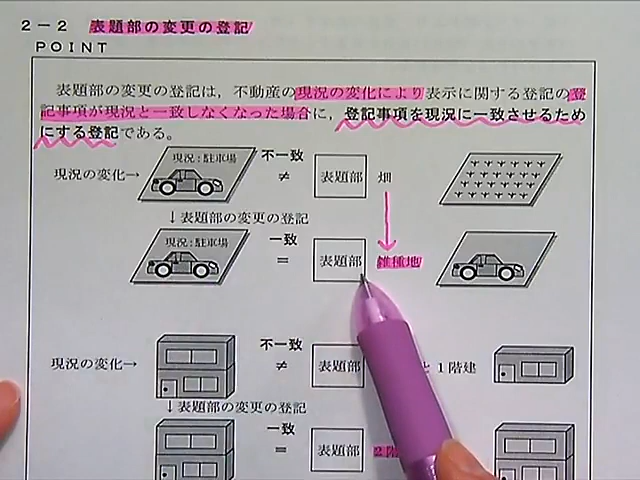 2－2 表題部の変更の登記
POINT
表題部の変更の登記は，不動産の現況の変化により表示に関する登記の登
記事項が現況と一致しなくなった場合に，登記事項を現況に一致させるため
にする登記である。
現況の変化→ 現況：駐車場 不一致 ≠ 表題部 畑
↓表題部の変更の登記
現況：駐車場 一致 ＝ 表題部 雑種地
現況の変化→ 不一致 ≠ 表題部 と1階建
↓表題部の変更の登記
一致 ＝ 表題部 2階